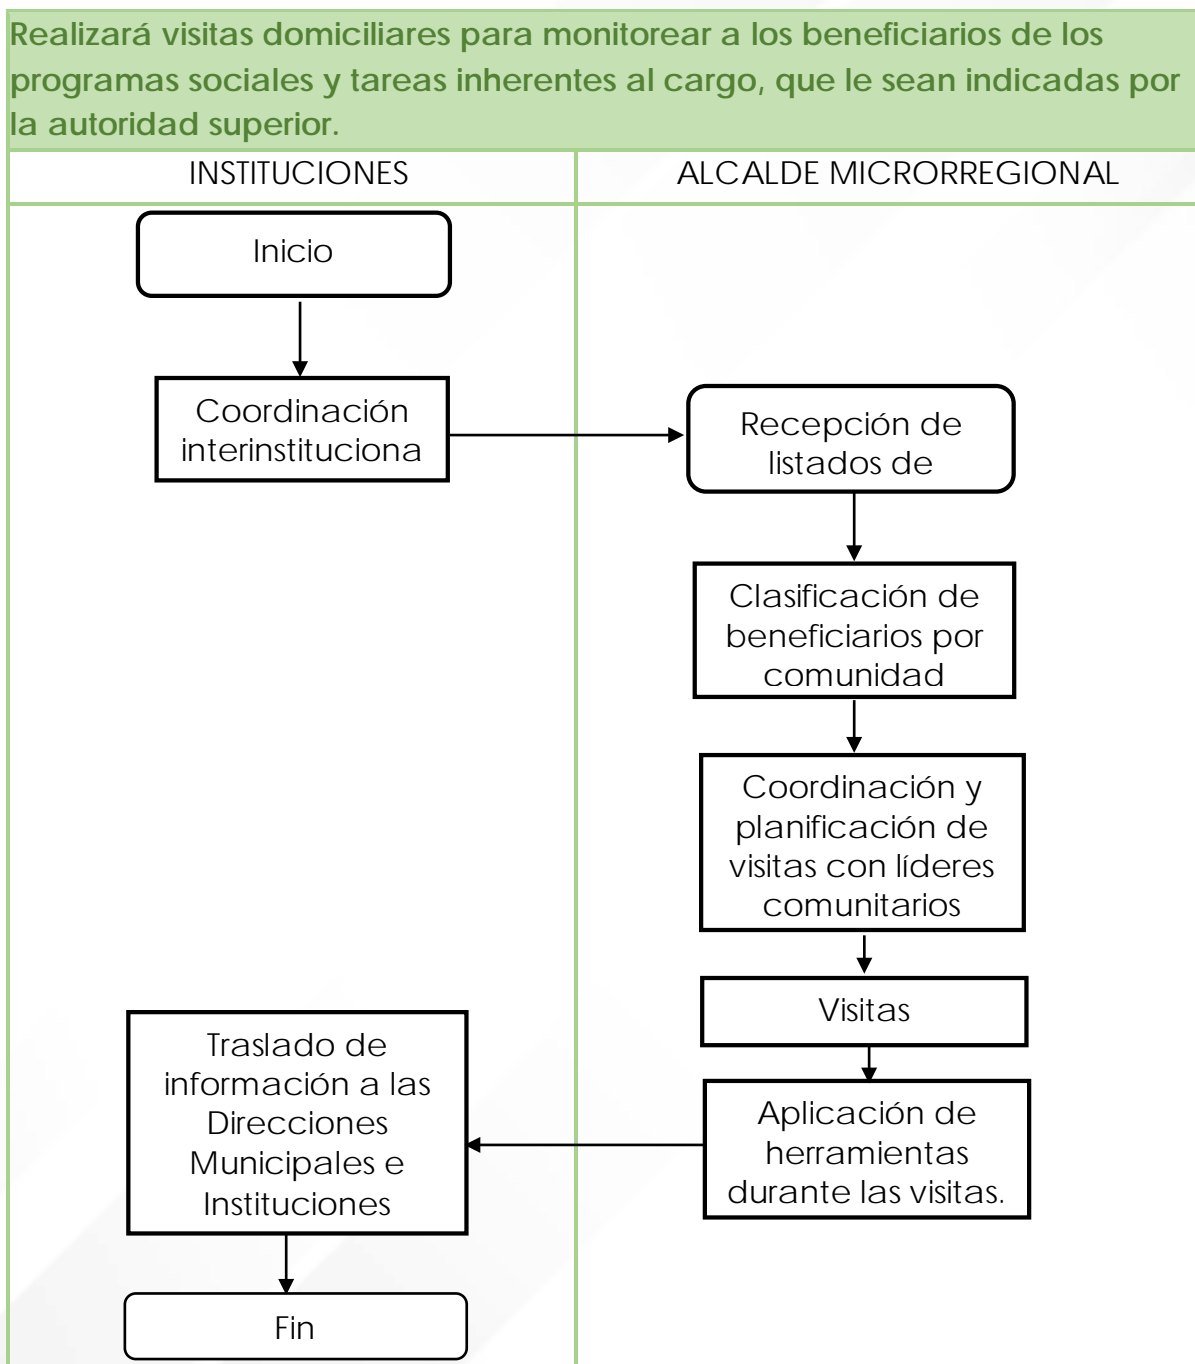 Realizará visitas domiciliares para monitorear a los beneficiarios de los
programas sociales y tareas inherentes al cargo, que le sean indicadas por
la autoridad superior.
INSTITUCIONES
ALCALDE MICRORREGIONAL
Inicio
Coordinación
interinstituciona
Recepción de
listados de
Clasificación de
beneficiarios por
comunidad
Coordinación y
planificación de
visitas con líderes
comunitarios
Visitas
Aplicación de
herramientas
durante las visitas.
Traslado de
información a las
Direcciones
Municipales e
Instituciones
Fin